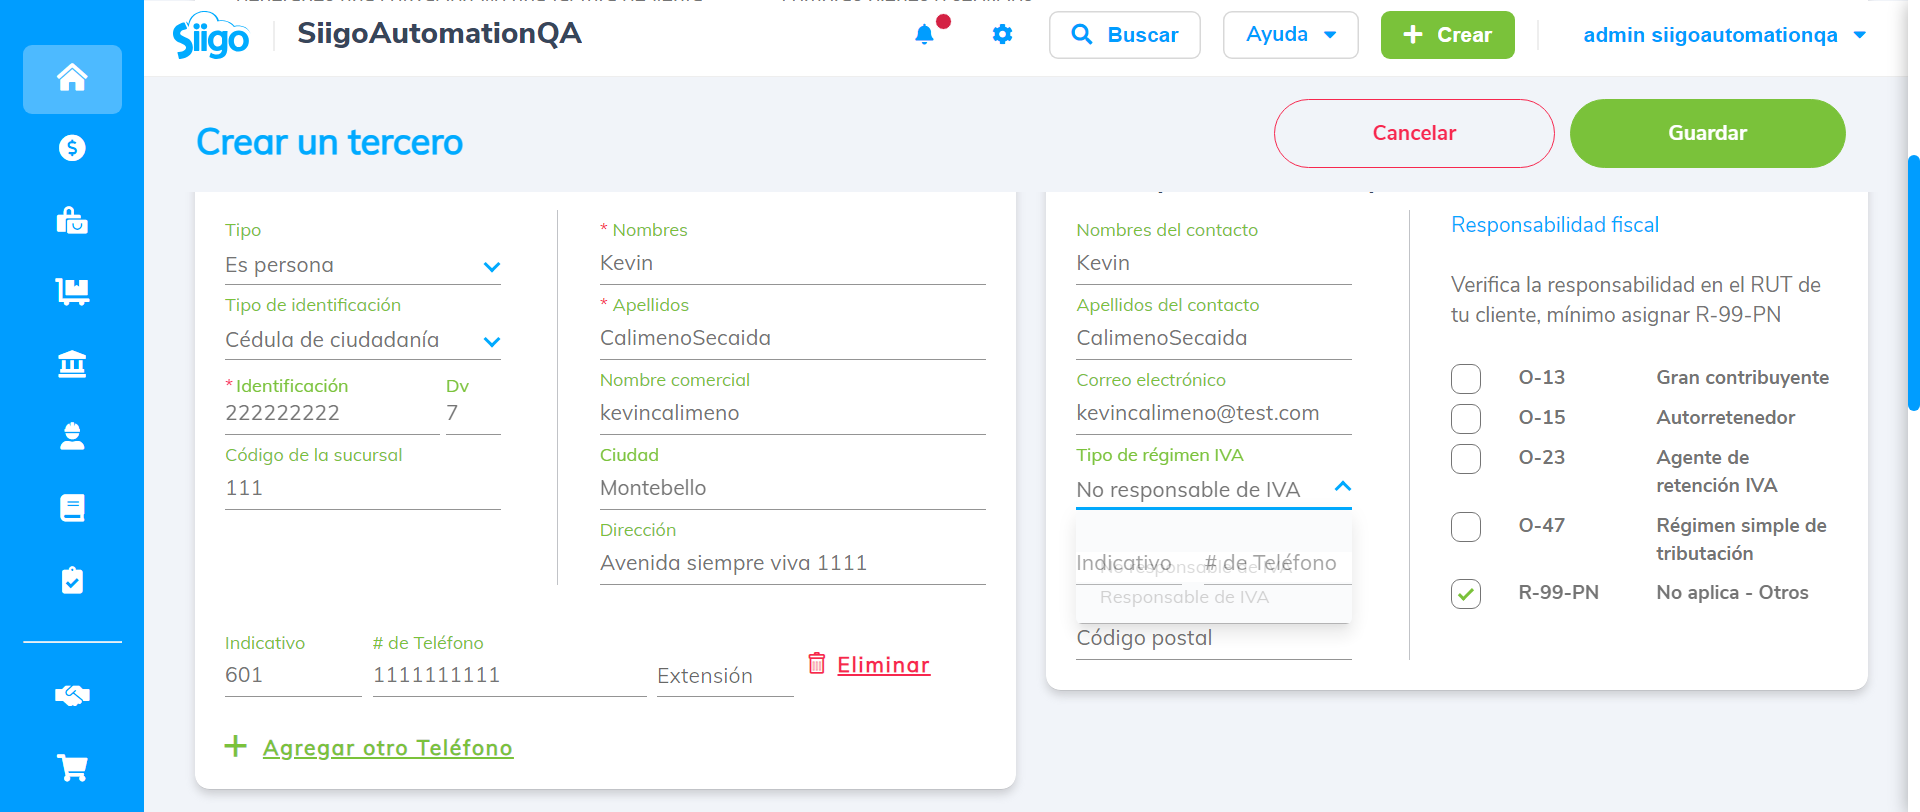 Siigo
SiigoAutomationQA
Buscar
Ayuda
Crear
admin siigoautomationqa
Crear un tercero
Cancelar
Guardar
Tipo
Es persona
Tipo de identificación
Cédula de ciudadanía
* Identificación
Dv
222222222
7
Código de la sucursal
111
* Nombres
Kevin
* Apellidos
CalimenoSecaida
Nombre comercial
kevincalimeno
Ciudad
Montebello
Dirección
Avenida siempre viva 1111
Indicativo
# de Teléfono
601
1111111111
Extensión
Eliminar
Agregar otro Teléfono
Nombres del contacto
Kevin
Apellidos del contacto
CalimenoSecaida
Correo electrónico
kevincalimeno@test.com
Tipo de régimen IVA
No responsable de IVA
Indicativo
# de Teléfono
No responsable de IVA
Responsable de IVA
Código postal
Responsabilidad fiscal
Verifica la responsabilidad en el RUT de
tu cliente, mínimo asignar R-99-PN
O-13 Gran contribuyente
O-15 Autorretenedor
O-23 Agente de
retención IVA
O-47 Régimen simple de
tributación
R-99-PN No aplica - Otros